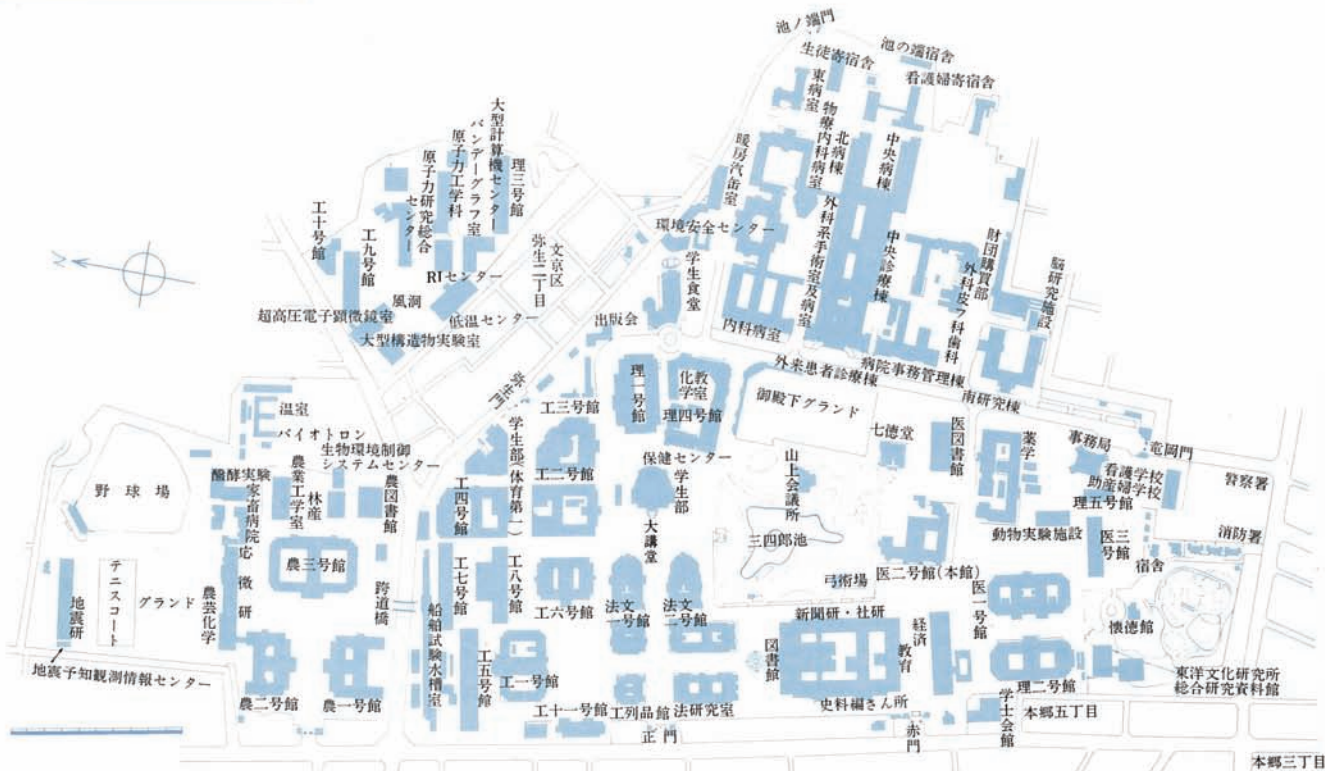 池ノ端門
池の端宿舎
生徒寄宿舎
看護婦寄宿舎
東病室
物療内科病室
北病棟
中央病棟
暖房汽缶室
外科系手術室及病室
中央診療棟
環境安全センター
財団購買部
外科皮フ科歯科
脳研究施設
学生食堂
内科病室
出版会
外来患者診療棟
病院事務管理棟
南研究棟
大型計算機センター
バンデーグラフ室
理三号館
原子力工学科
原子力研究総合
センター
工十号館
工九号館
RIセンター
文京区
弥生二丁目
風洞
超高圧電子顕微鏡室
低温センター
大型構造物実験室
N
弥生門
理一号館
化学教室
理四号館
御殿下グランド
工三号館
七徳堂
医図書館
薬学
事務局
竜岡門
看護学校
助産婦学校
理五号館
警察署
消防署
温室
バイオトロン
生物環境制御
システムセンター
学生部(体育第一)
工二号館
保健センター
学生部
山上会議所
醗酵実験
農業工学室
林産
農図書館
工四号館
野球場
家畜病院
大講堂
三四郎池
動物実験施設
医三号館
宿舎
応微研
農三号館
工七号館
工八号館
工六号館
法文一号館
法文二号館
弓術場
医二号館(本館)
医一号館
懐徳館
地震研
テニスコート
グランド
農芸化学
跨道橋
新聞研・社研
経済
教育
図書館
地震予知観測情報センター
船舶試験水槽室
工五号館
工一号館
農二号館
農一号館
工十一号館
工列品館
法研究室
史料編さん所
理二号館
学士会館
東洋文化研究所
総合研究資料館
正門
赤門
本郷五丁目
本郷三丁目